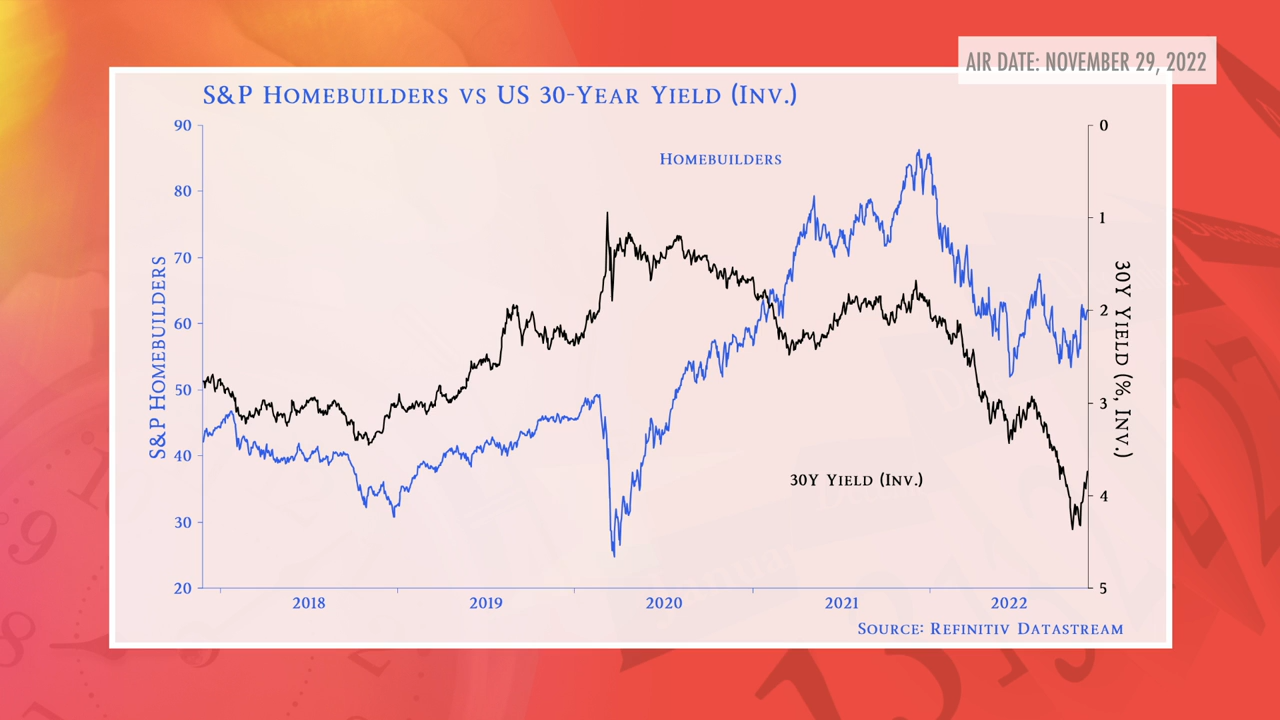 AIR DATE: NOVEMBER 29, 2022
S&P HOMEBUILDERS VS US 30-YEAR YIELD (INV.)
90
80
70
60
50
40
30
20
S&P HOMEBUILDERS
HOMEBUILDERS
30Y YIELD (INV.)
0
1
2
3
4
5
30Y YIELD (%, INV.)
2018
2019
2020
2021
2022
SOURCE: REFINITIV DATASTREAM